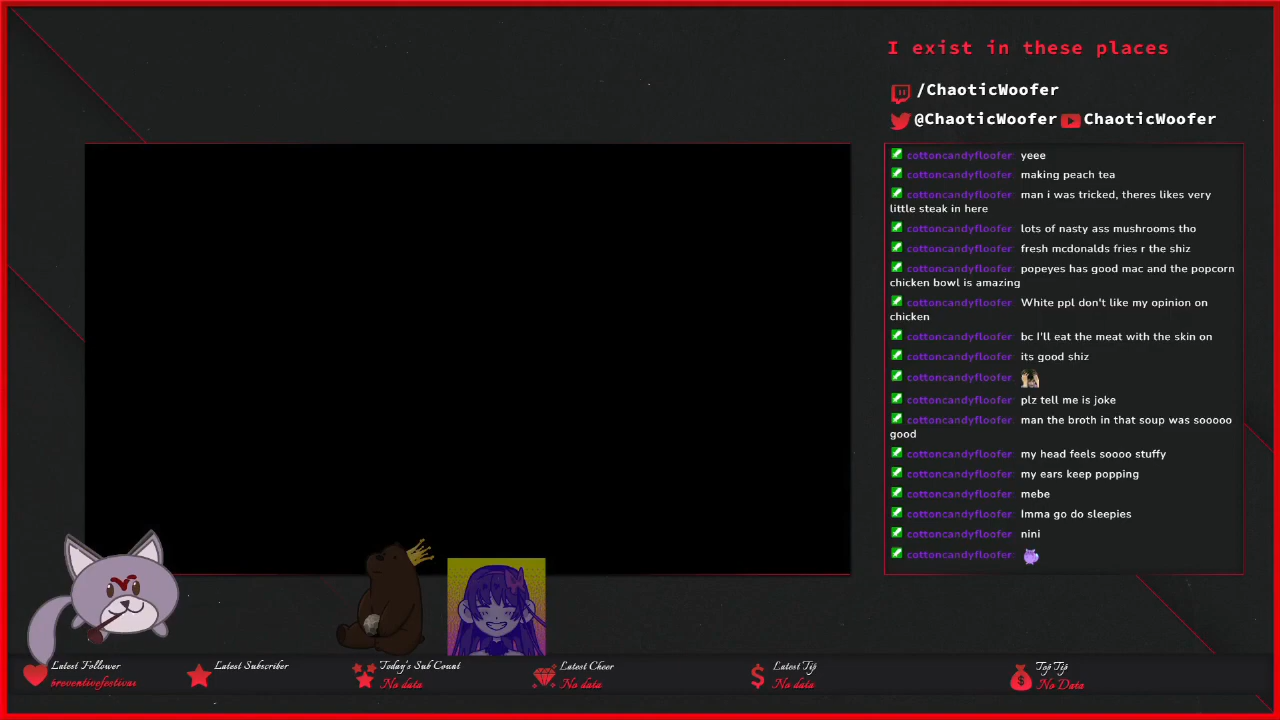 I exist in these places
/ChaoticWoofer
@ChaoticWoofer ChaoticWoofer
cottoncandyfloofer: yeee
cottoncandyfloofer: making peach tea
cottoncandyfloofer: man i was tricked, theres likes very
little steak in here
cottoncandyfloofer: lots of nasty ass mushrooms tho
cottoncandyfloofer: fresh mcdonalds fries r the shiz
cottoncandyfloofer: popeyes has good mac and the popcorn
chicken bowl is amazing
cottoncandyfloofer: White ppl don't like my opinion on
chicken
cottoncandyfloofer: bc I'll eat the meat with the skin on
cottoncandyfloofer: its good shiz
cottoncandyfloofer:
cottoncandyfloofer: plz tell me is joke
cottoncandyfloofer: man the broth in that soup was sooooo
good
cottoncandyfloofer: my head feels soooo stuffy
cottoncandyfloofer: my ears keep popping
cottoncandyfloofer: mebe
cottoncandyfloofer: Imma go do sleepies
cottoncandyfloofer: nini
cottoncandyfloofer:
Latest Follower
Latest Subscriber
Today's Sub Count
No data
Latest Cheer
No data
Latest Tip
No data
Top Tip
No Data